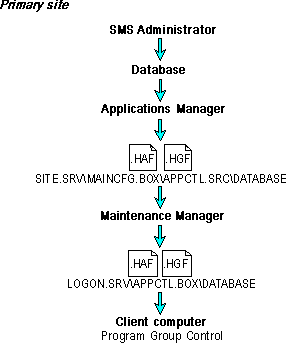 Primary site
SMS Administrator
Database
Applications Manager
.HAF .HGF
SITE.SRV\MAINCFG.BOX\APPCTL.SRC\DATABASE
Maintenance Manager
.HAF .HGF
LOGON.SRV\APPCTL.BOX\DATABASE
Client computer
Program Group Control